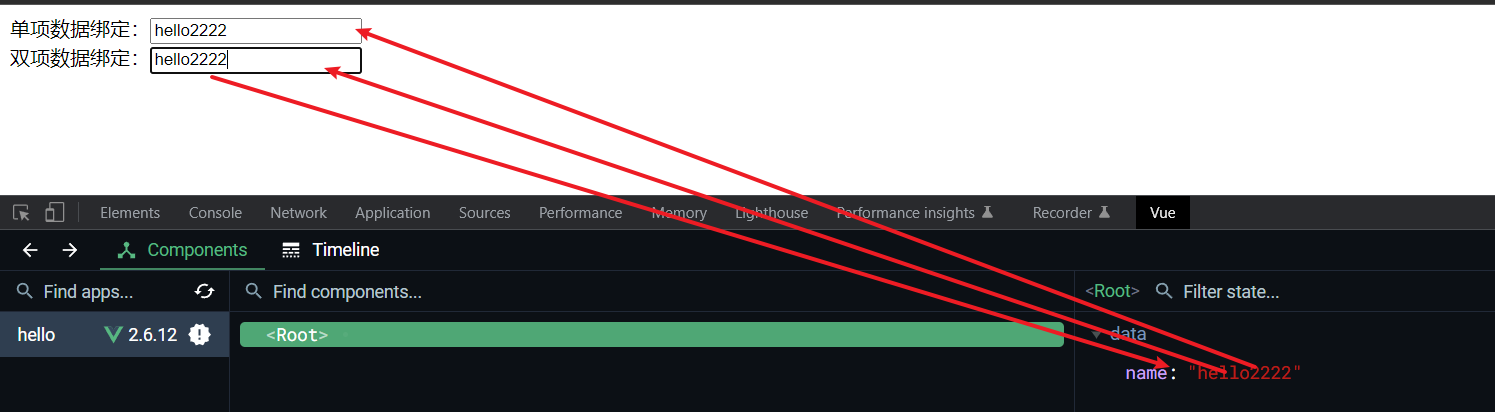 单项数据绑定：hello2222
双项数据绑定：hello2222
Elements Console Network Application Sources Performance Memory Lighthouse Performance insights Recorder Vue
Components Timeline
Find apps... Find components... <Root> Filter state...
hello 2.6.12 <Root> data
name: "hello2222"